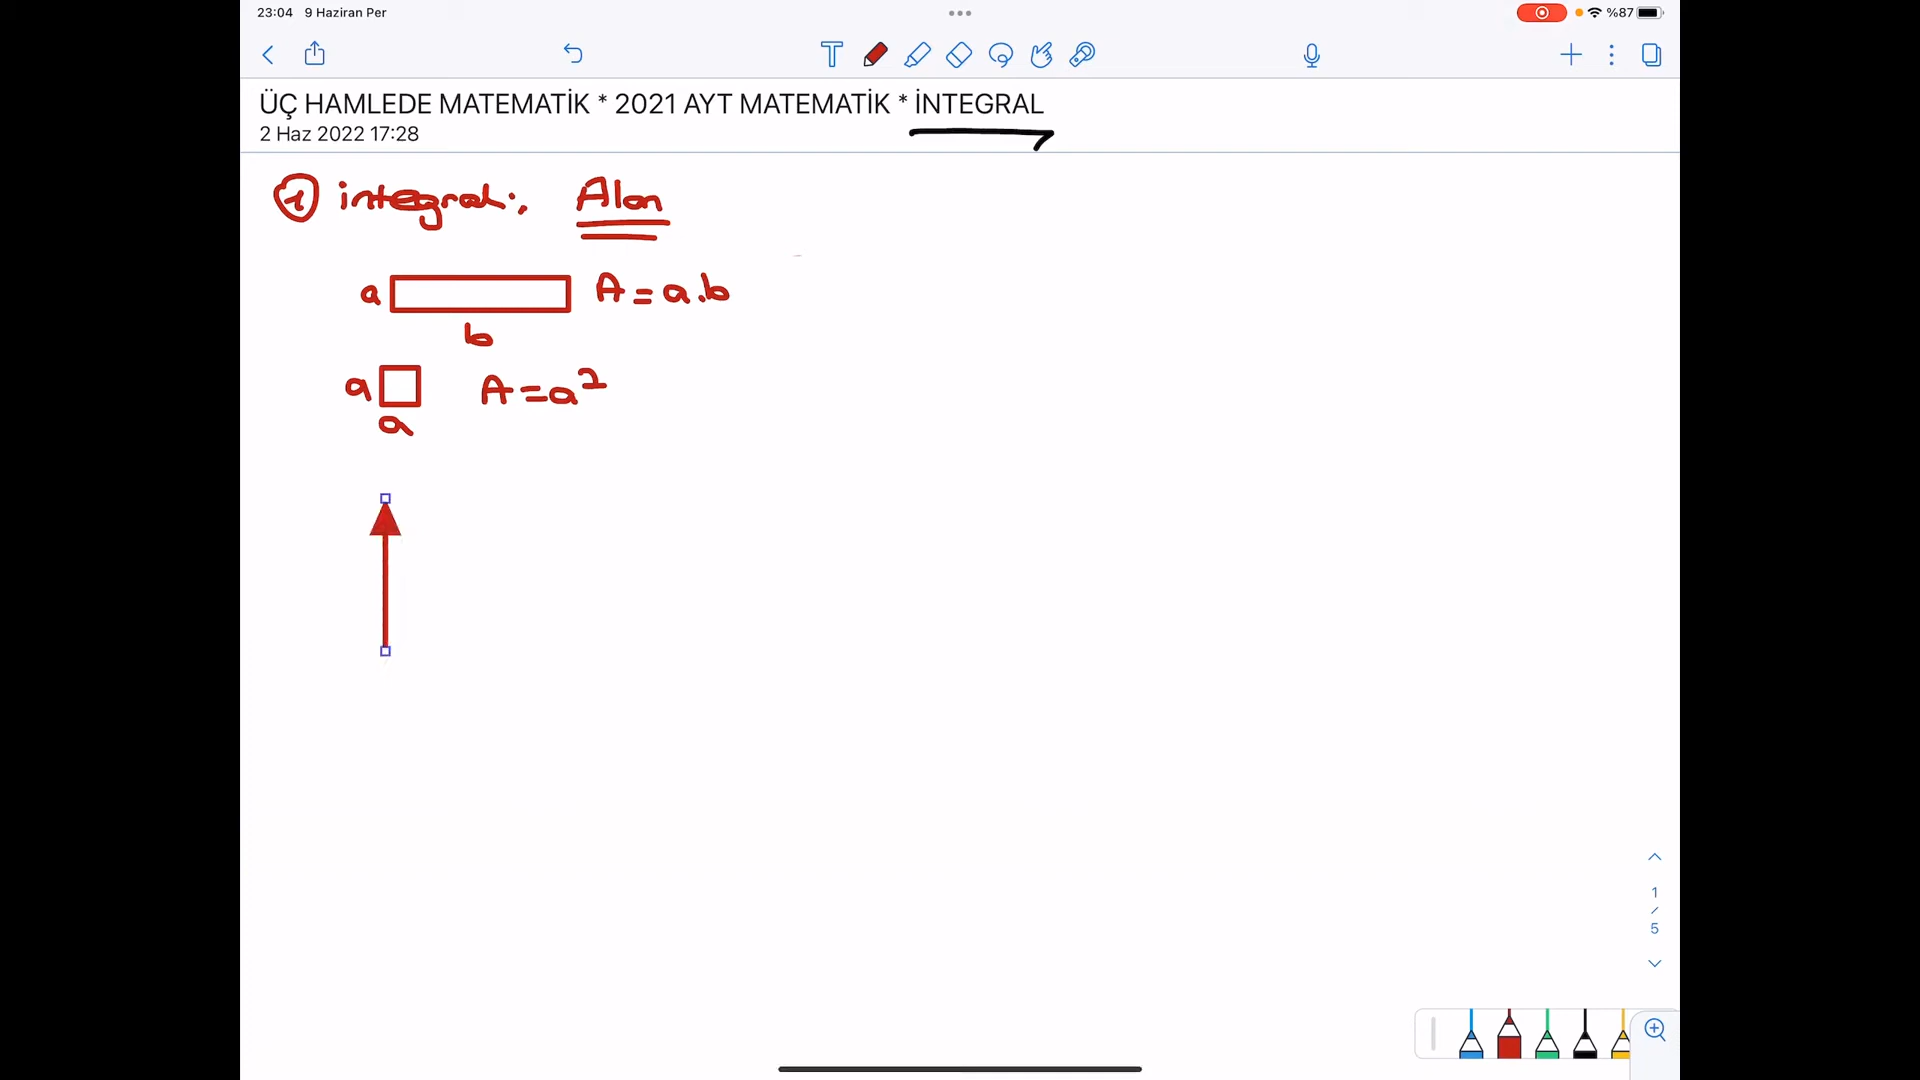 23:04 9 Haziran Per
%87
ÜÇ HAMLEDE MATEMATİK * 2021 AYT MATEMATİK * İNTEGRAL
2 Haz 2022 17:28
1 integral: Alan
a A = a.b
b
a A = a²
a
1
/
5